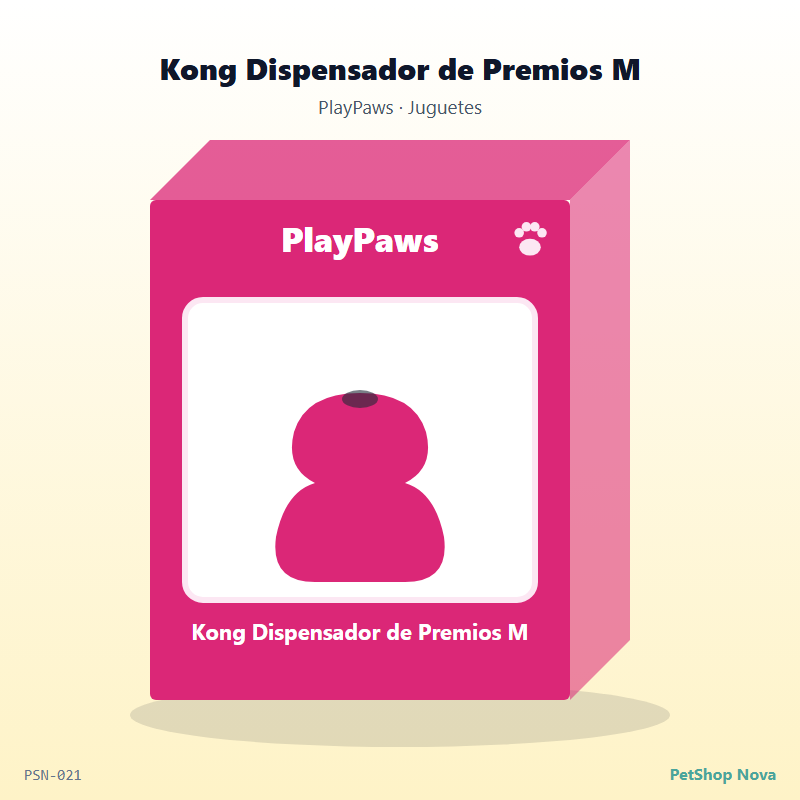 Kong Dispensador de Premios M
PlayPaws · Juguetes
PlayPaws
Kong Dispensador de Premios M
PSN-021
PetShop Nova